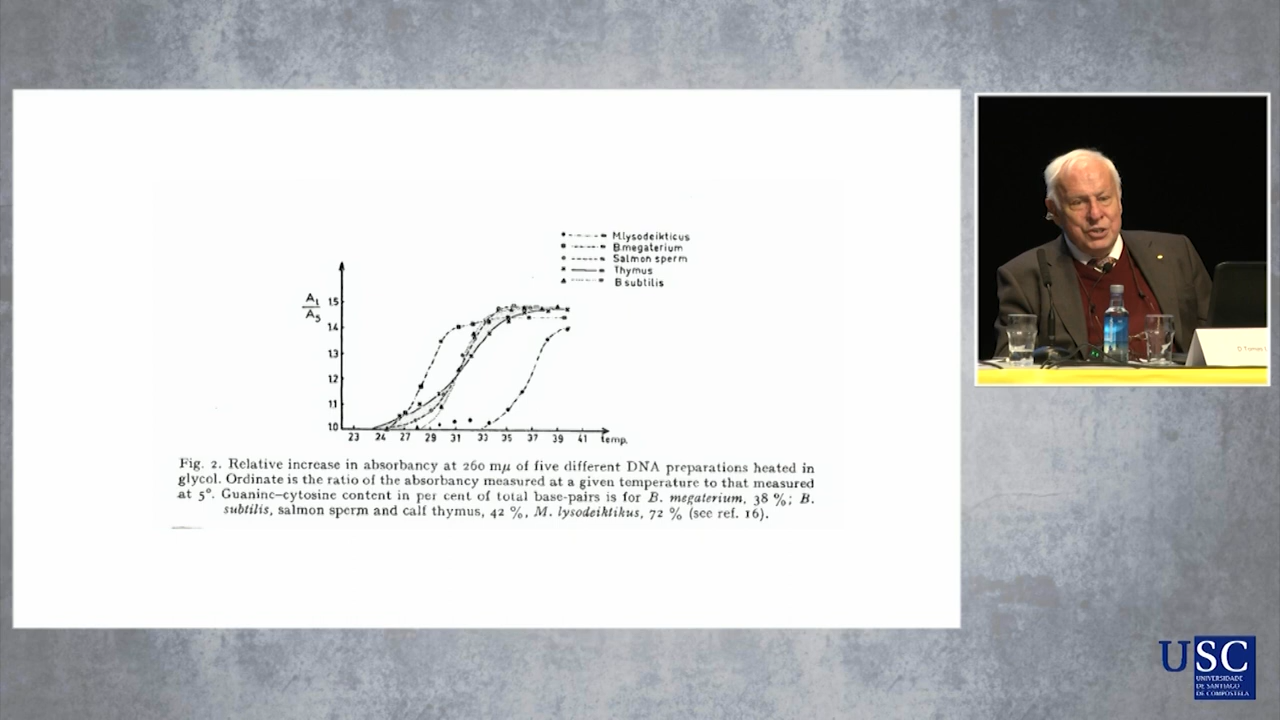 M.lysodeikticus
B.megaterium
Salmon sperm
Thymus
B subtilis
A1
A5
15
14
13
12
11
10
23 24 27 29 31 33 35 37 39 41 temp.
Fig. 2. Relative increase in absorbancy at 260 mμ of five different DNA preparations heated in
glycol. Ordinate is the ratio of the absorbancy measured at a given temperature to that measured
at 5°. Guanine–cytosine content in per cent of total base-pairs is for B. megaterium, 38 %; B.
subtilis, salmon sperm and calf thymus, 42 %, M. lysodeiktikus, 72 % (see ref. 16).
D Tomas
USC
UNIVERSIDADE
DE SANTIAGO
DE COMPOSTELA